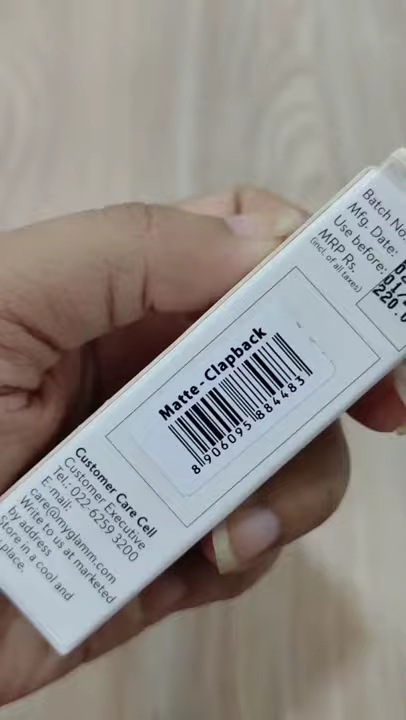 Batch No.
Mfg. Date:
Use before:
MRP Rs.
(incl. of all taxes)
220.0
Matte-Clapback
8 906095 884483
Customer Care Cell
Customer Executive
Tel.: 022-6259 3200
E-mail:
care@myglamm.com
Write to us at marketed
by address
Store in a cool and
place.